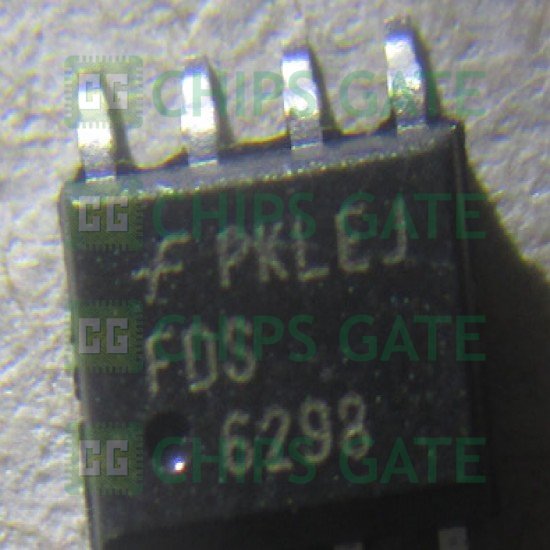 CHIPS GATE
CHIPS GATE
PKLEJ
CHIPS GATE
FDS
6298
CHIPS GATE